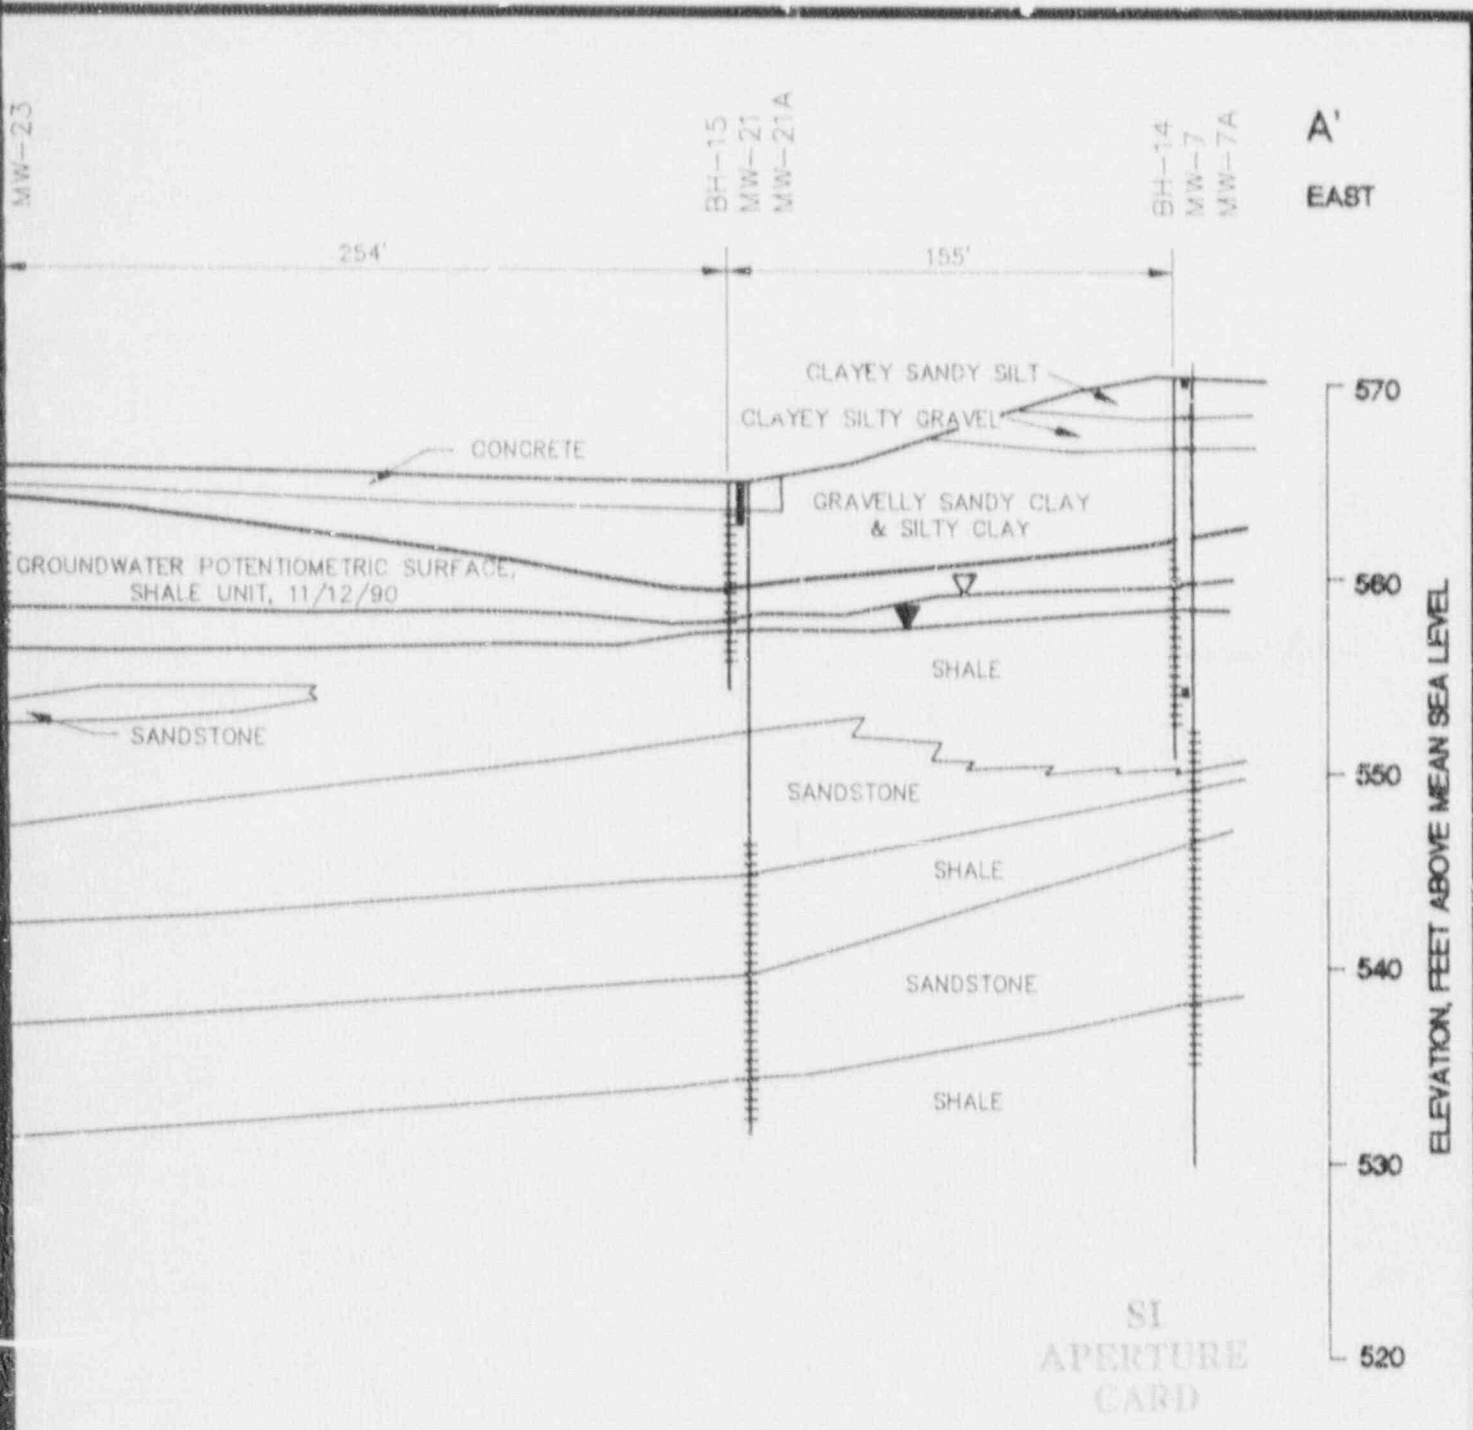 MW-23
BH-15
MW-21
MW-21A
BH-14
MW-7
MW-7A
A'
EAST
254'
155'
CLAYEY SANDY SILT
CLAYEY SILTY GRAVEL
570
CONCRETE
GRAVELLY SANDY CLAY
& SILTY CLAY
GROUNDWATER POTENTIOMETRIC SURFACE,
SHALE UNIT, 11/12/90
560
SHALE
SANDSTONE
550
SANDSTONE
SHALE
540
SANDSTONE
SHALE
530
520
ELEVATION, FEET ABOVE MEAN SEA LEVEL
SI
APERTURE
CARD